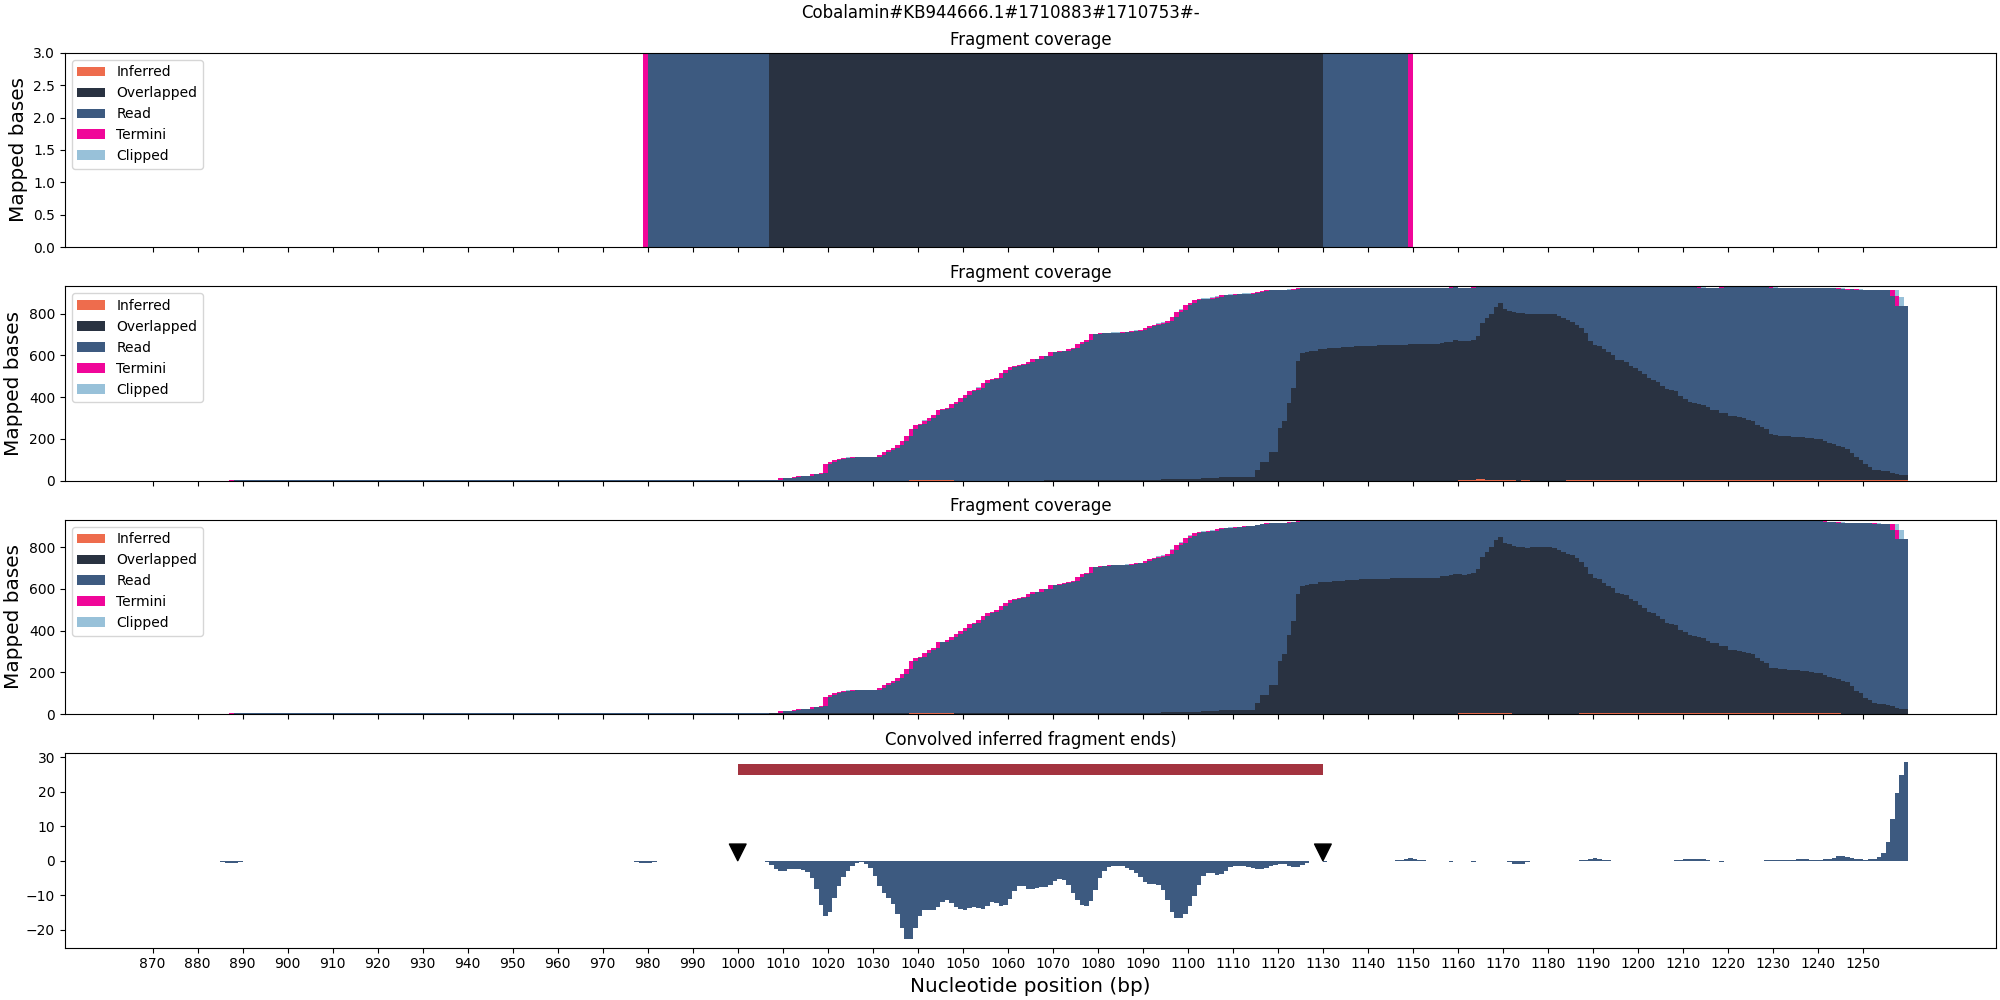 Cobalamin#KB944666.1#1710883#1710753#-
Fragment coverage
Mapped bases
3.0
2.5
2.0
1.5
1.0
0.5
0.0
Inferred
Overlapped
Read
Termini
Clipped
Fragment coverage
Mapped bases
800
600
400
200
0
Inferred
Overlapped
Read
Termini
Clipped
Fragment coverage
Mapped bases
800
600
400
200
0
Inferred
Overlapped
Read
Termini
Clipped
Convolved inferred fragment ends)
30
20
10
0
−10
−20
870 880 890 900 910 920 930 940 950 960 970 980 990 1000 1010 1020 1030 1040 1050 1060 1070 1080 1090 1100 1110 1120 1130 1140 1150 1160 1170 1180 1190 1200 1210 1220 1230 1240 1250
Nucleotide position (bp)